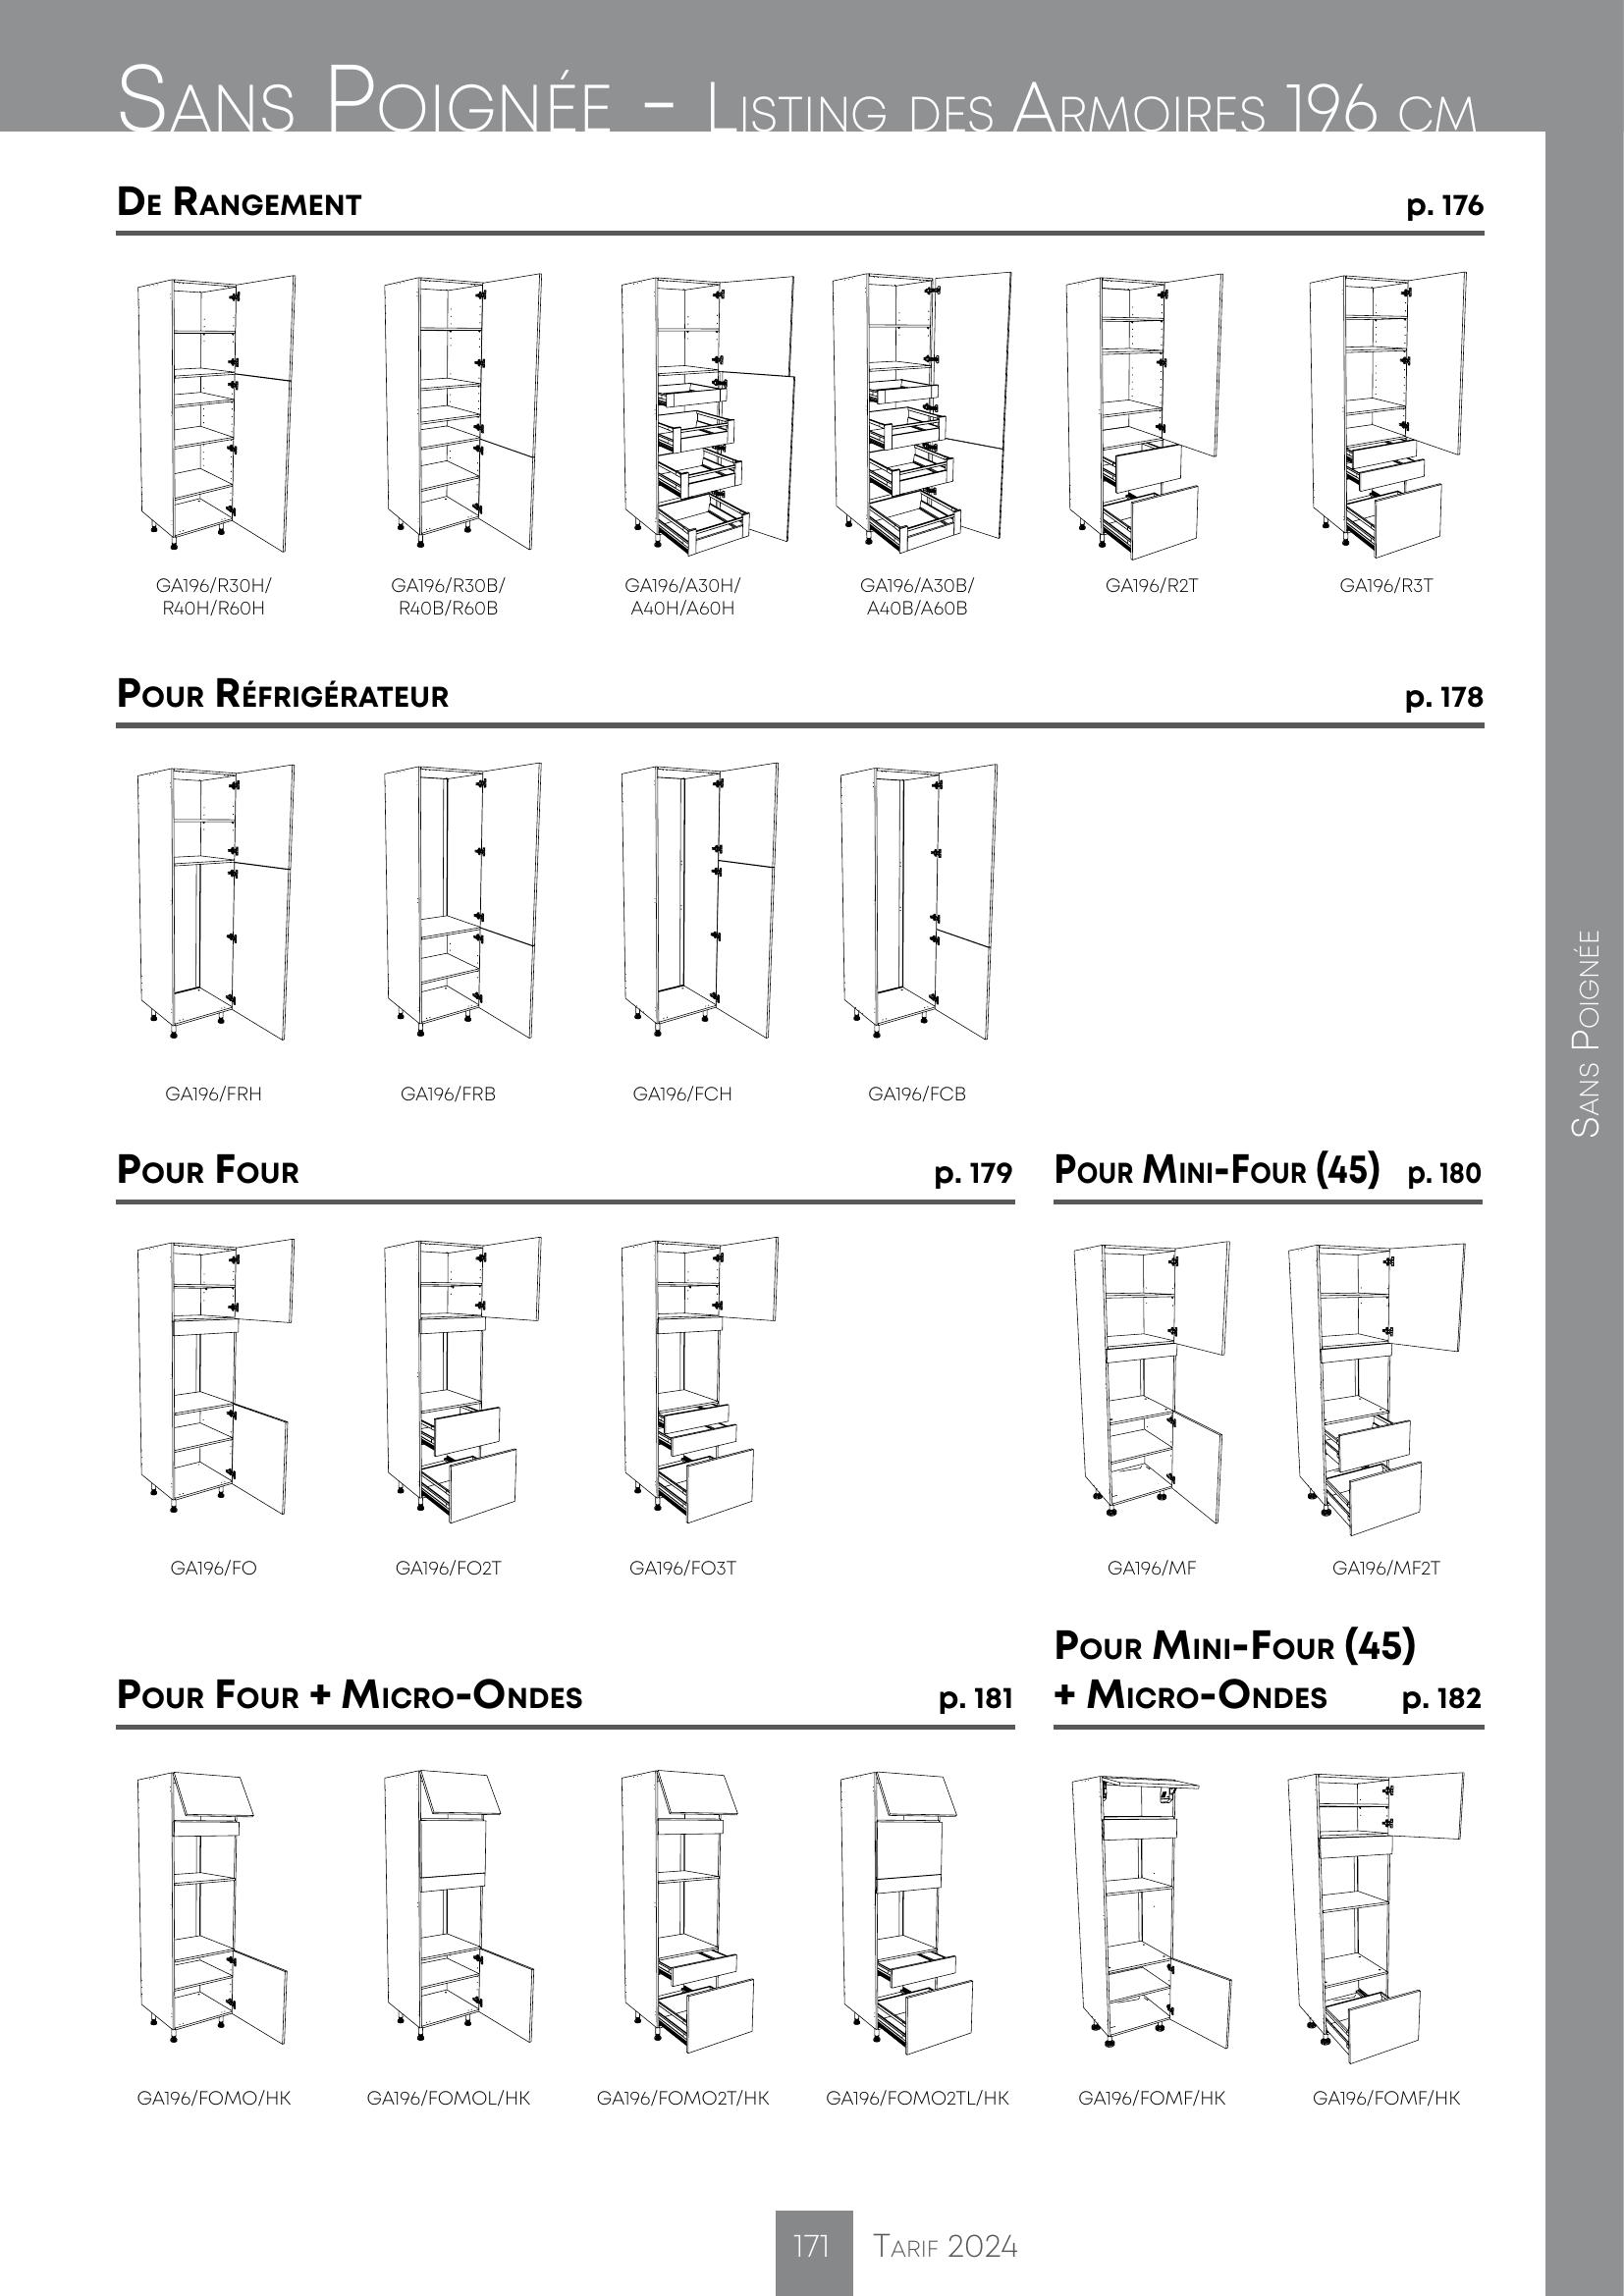 Sans Poignée - Listing des Armoires 196 cm
De Rangement p. 176
GA196/R30H/
R40H/R60H
GA196/R30B/
R40B/R60B
GA196/A30H/
A40H/A60H
GA196/A30B/
A40B/A60B
GA196/R2T
GA196/R3T
Pour Réfrigérateur p. 178
GA196/FRH
GA196/FRB
GA196/FCH
GA196/FCB
Pour Four p. 179
GA196/FO
GA196/FO2T
GA196/FO3T
Pour Mini-Four (45) p. 180
GA196/MF
GA196/MF2T
Pour Four + Micro-Ondes p. 181
GA196/FOMO/HK
GA196/FOMOL/HK
GA196/FOMO2T/HK
GA196/FOMO2TL/HK
Pour Mini-Four (45)
+ Micro-Ondes p. 182
GA196/FOMF/HK
GA196/FOMF/HK
Sans Poignée
171 Tarif 2024